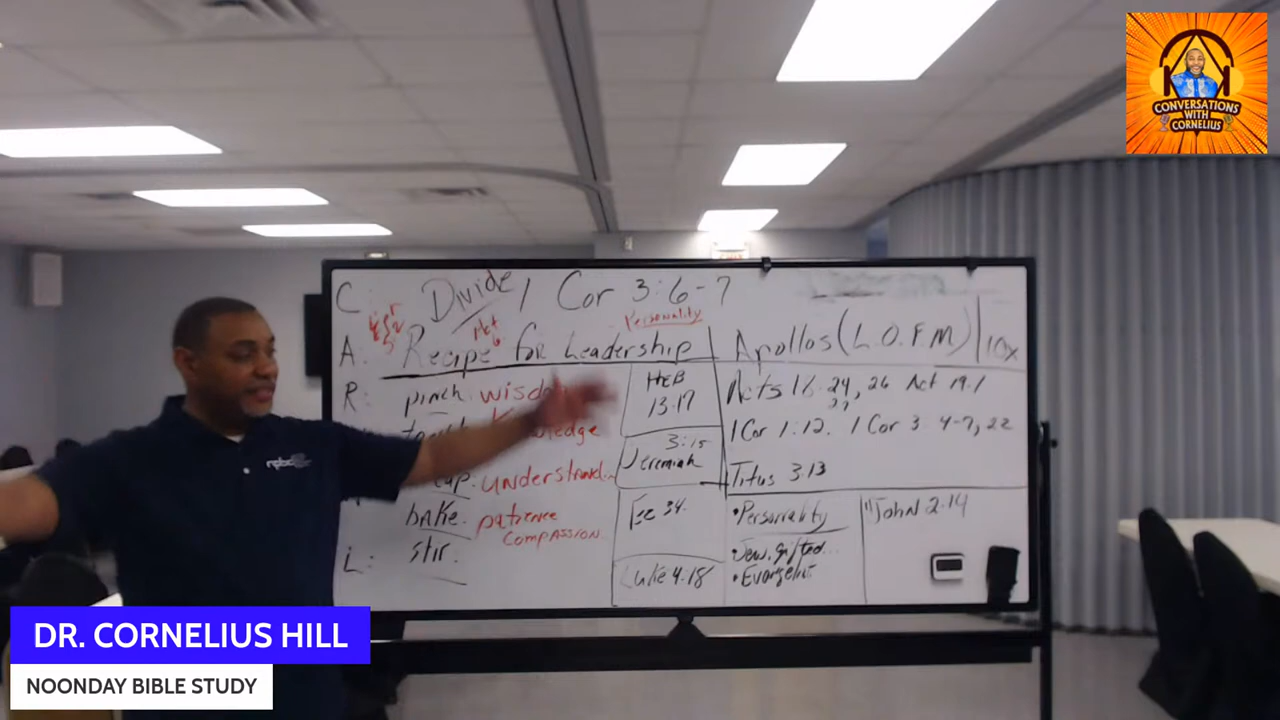 CONVERSATIONS
WITH
CORNELIUS
C: Divide 1 Cor 3:6-7
Personality
A: Recipe for Leadership
Apollos (L.O.F.M) 10x
R: pinch wisdom
HEB
13:17
Acts 18:24, 26 Act 19:1
1 Cor 1:12. 1 Cor 3:4-7, 22
3:15
Jeremiah
Titus 3:13
cup. understand...
bake. patience
compassion
Eze 34.
• Personality
John 2:14
L: stir.
Luke 4:18
• Jew. gifted...
• Evangelist
DR. CORNELIUS HILL
NOONDAY BIBLE STUDY